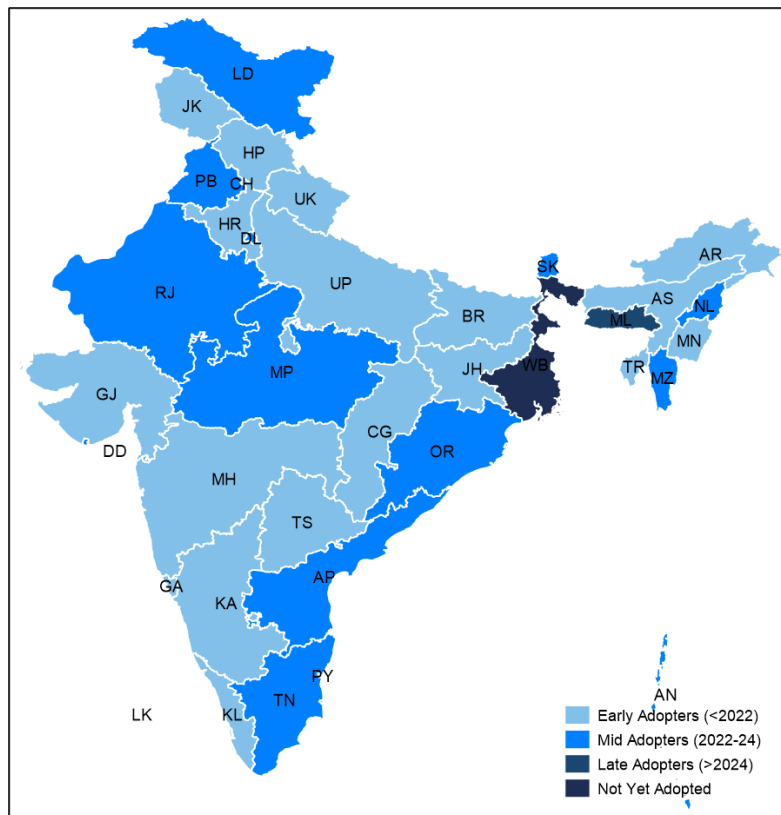 LD
JK
HP
PB
CH
UK
HR
DL
RJ
UP
SK
AR
BR
AS
NL
ML
MN
GJ
MP
JH
WB
TR
MZ
CG
DD
OR
MH
TS
AP
GA
KA
PY
LK
KL
TN
AN
Early Adopters (<2022)
Mid Adopters (2022-24)
Late Adopters (>2024)
Not Yet Adopted